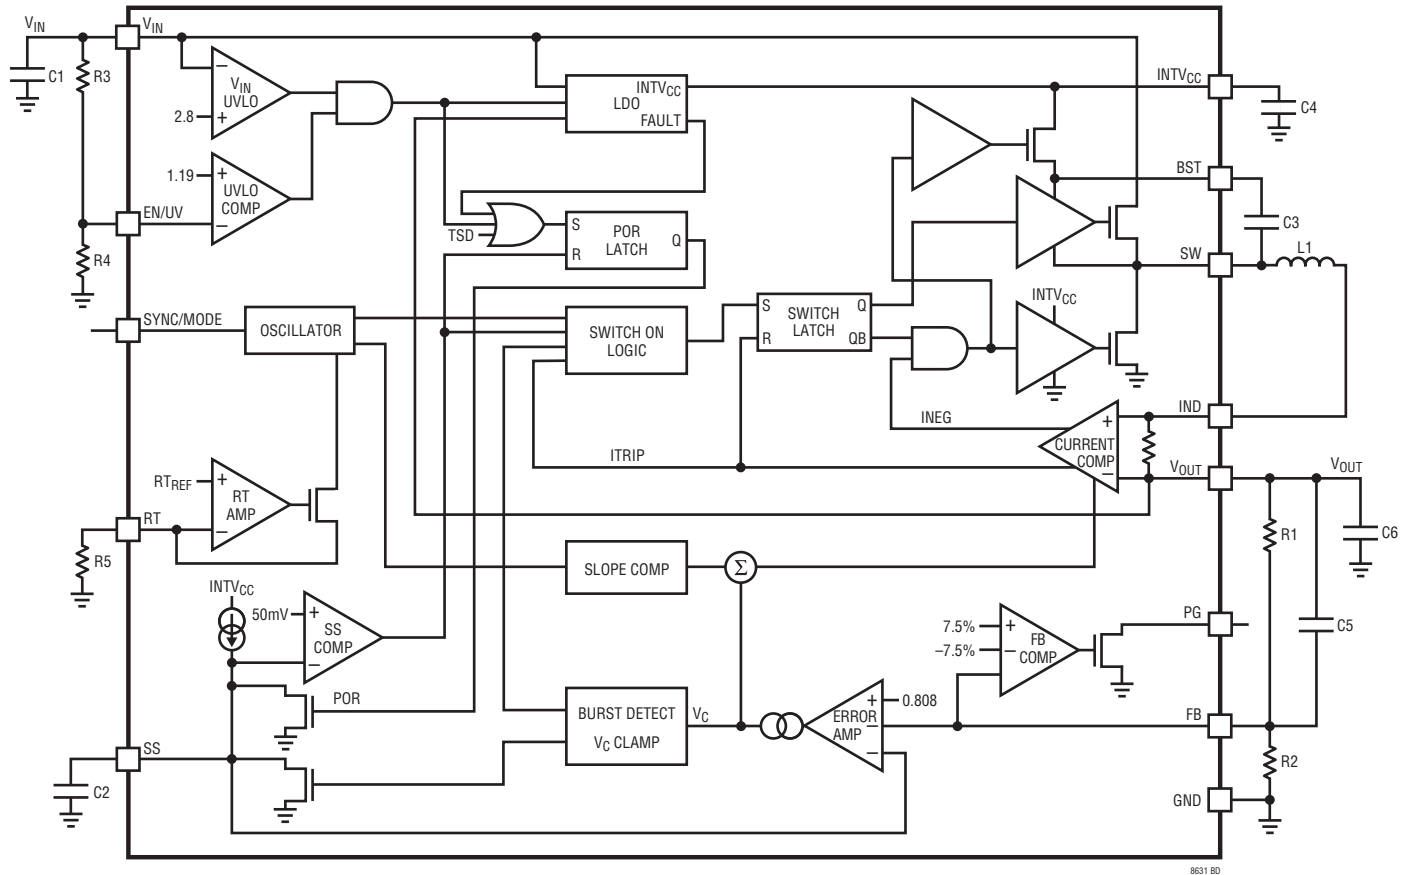 VIN
VIN
C1
R3
−
VIN
UVLO
2.8
+
1.19
+
UVLO
COMP
−
EN/UV
R4
INTVCC
LDO
FAULT
INTVCC
C4
BST
C3
SW
L1
TSD
S
POR
LATCH
Q
R
SYNC/MODE
OSCILLATOR
SWITCH ON
LOGIC
S
Q
SWITCH
LATCH
R
QB
INTVCC
IND
INEG
+
CURRENT
COMP
−
ITRIP
VOUT
VOUT
RTREF
+
RT
AMP
−
RT
R5
R1
C6
SLOPE COMP
Σ
INTVCC
50mV
+
SS
COMP
−
7.5%
+
−7.5%
−
FB
COMP
PG
C5
POR
BURST DETECT
VC CLAMP
VC
+
0.808
ERROR
AMP
−
−
FB
SS
C2
R2
GND
8631 BD